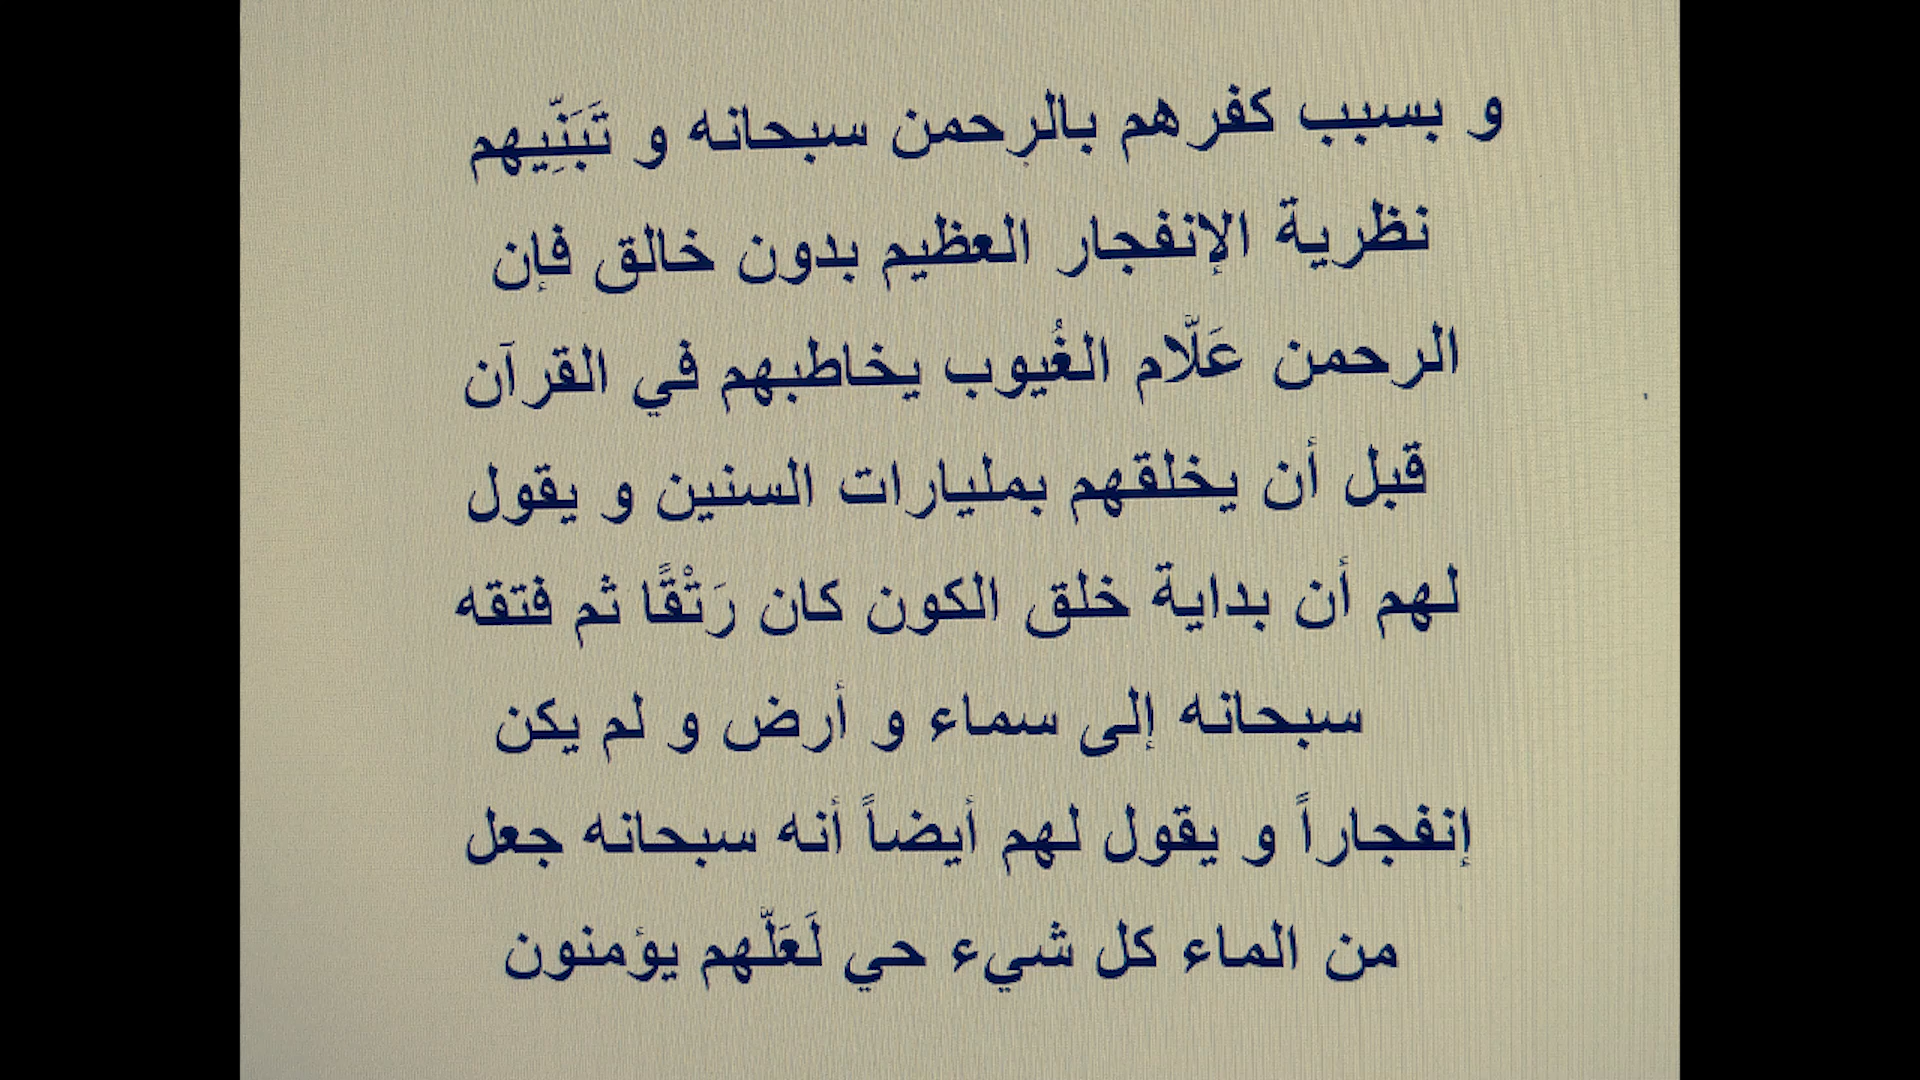 و بسبب كفرهم بالرحمن سبحانه و تَبَنِّيهم
نظرية الإنفجار العظيم بدون خالق فإن
الرحمن عَلَّام الغُيوب يخاطبهم في القرآن
قبل أن يخلقهم بمليارات السنين و يقول
لهم أن بداية خلق الكون كان رَتْقًا ثم فتقه
سبحانه إلى سماء و أرض و لم يكن
إنفجاراً و يقول لهم أيضاً أنه سبحانه جعل
من الماء كل شيء حي لَعَلَّهم يؤمنون